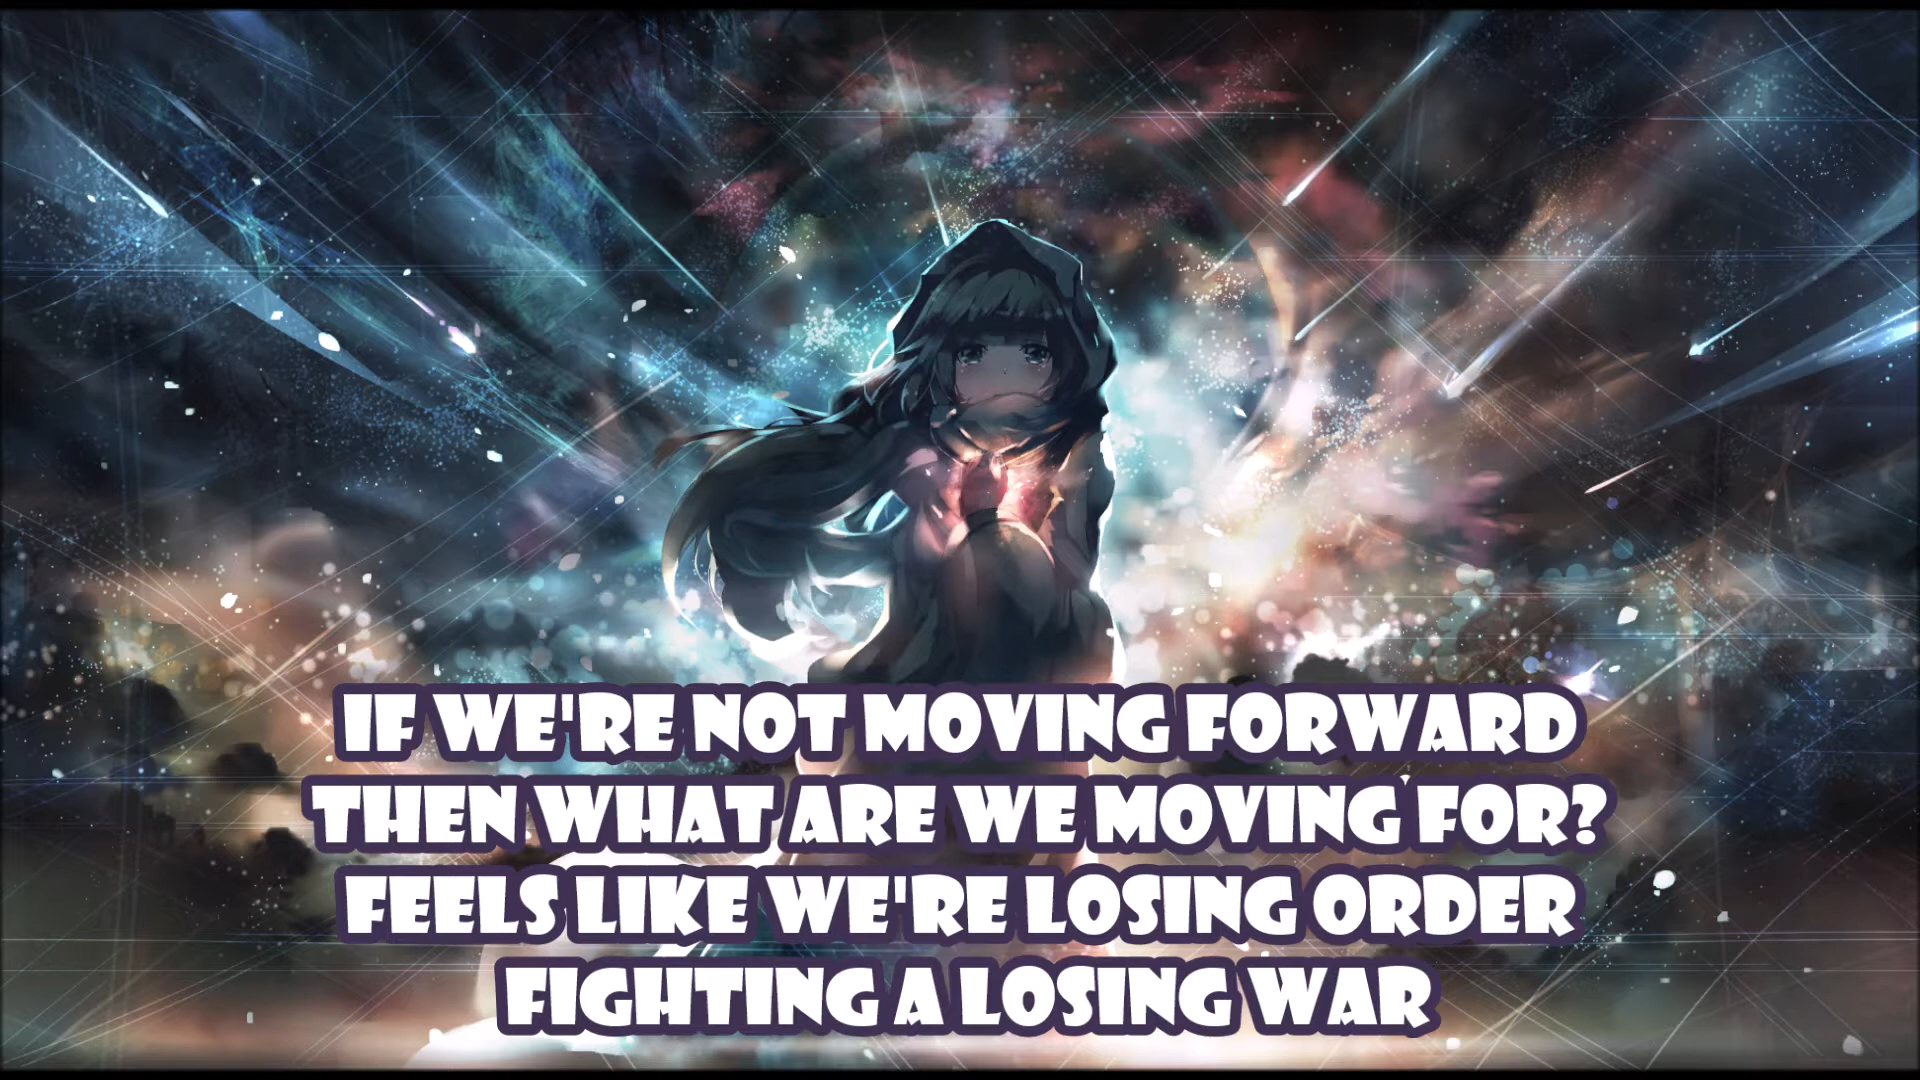 IF WE'RE NOT MOVING FORWARD
THEN WHAT ARE WE MOVING FOR?
FEELS LIKE WE'RE LOSING ORDER
FIGHTING A LOSING WAR